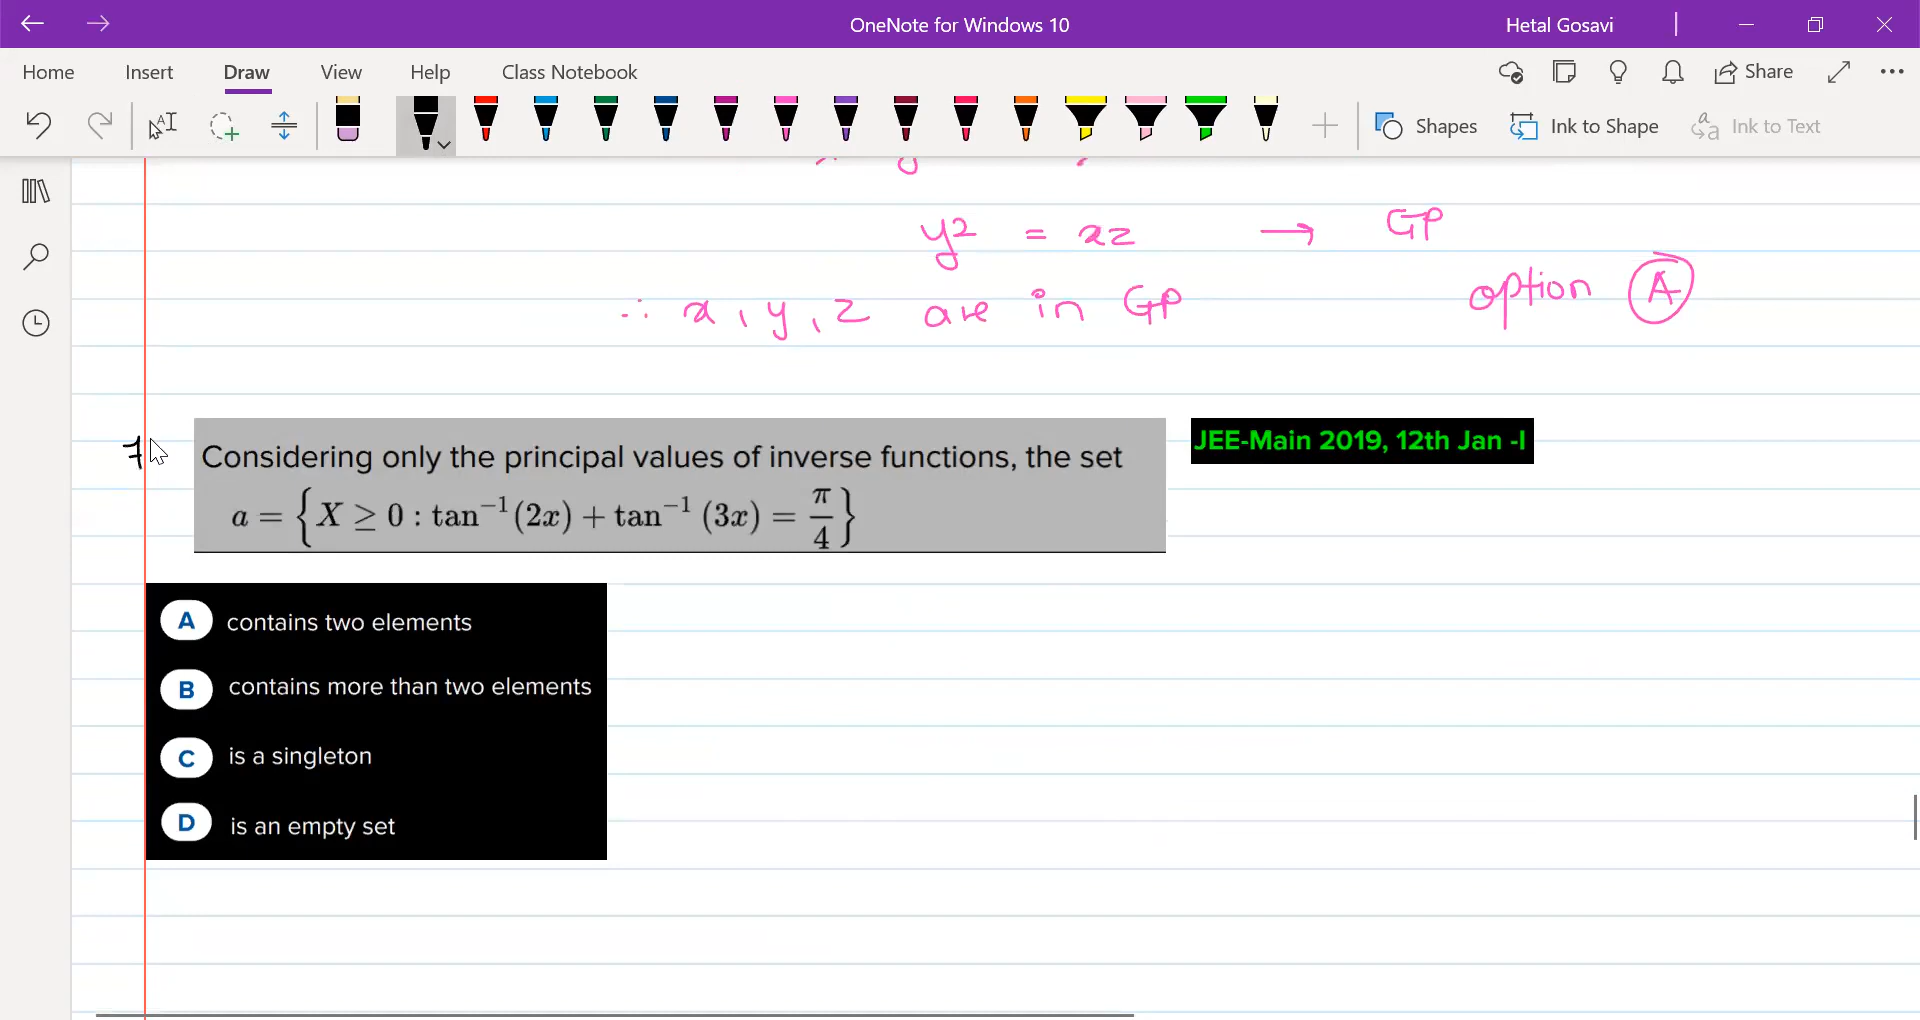 OneNote for Windows 10
Hetal Gosavi
Home Insert Draw View Help Class Notebook
Share
Shapes Ink to Shape Ink to Text
y2 = xz → GP
∴ x, y, z are in GP
option A
7
Considering only the principal values of inverse functions, the set
a = {X ≥ 0 : tan⁻¹(2x) + tan⁻¹ (3x) = π/4}
JEE-Main 2019, 12th Jan -I
A contains two elements
B contains more than two elements
C is a singleton
D is an empty set